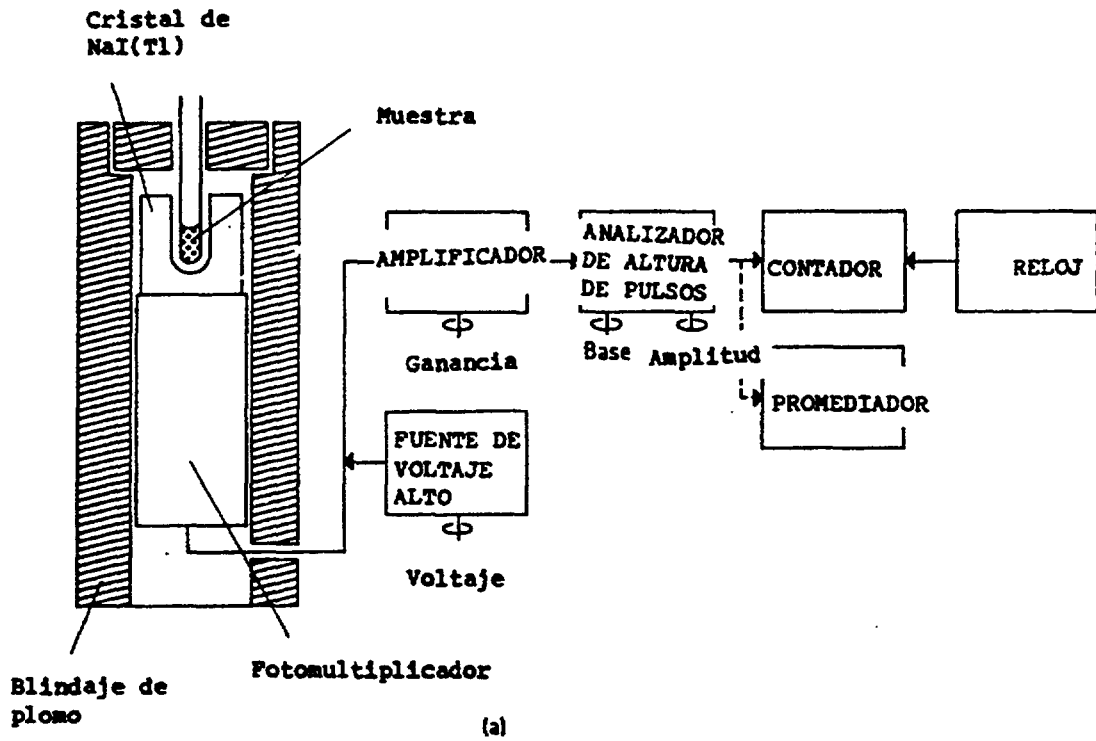 Cristal de
NaI(Tl)
Muestra
AMPLIFICADOR
ANALIZADOR
DE ALTURA
DE PULSOS
CONTADOR
RELOJ
Ganancia
Base Amplitud
PROMEDIADOR
FUENTE DE
VOLTAJE
ALTO
Voltaje
Fotomultiplicador
Blindaje de
plomo
(a)